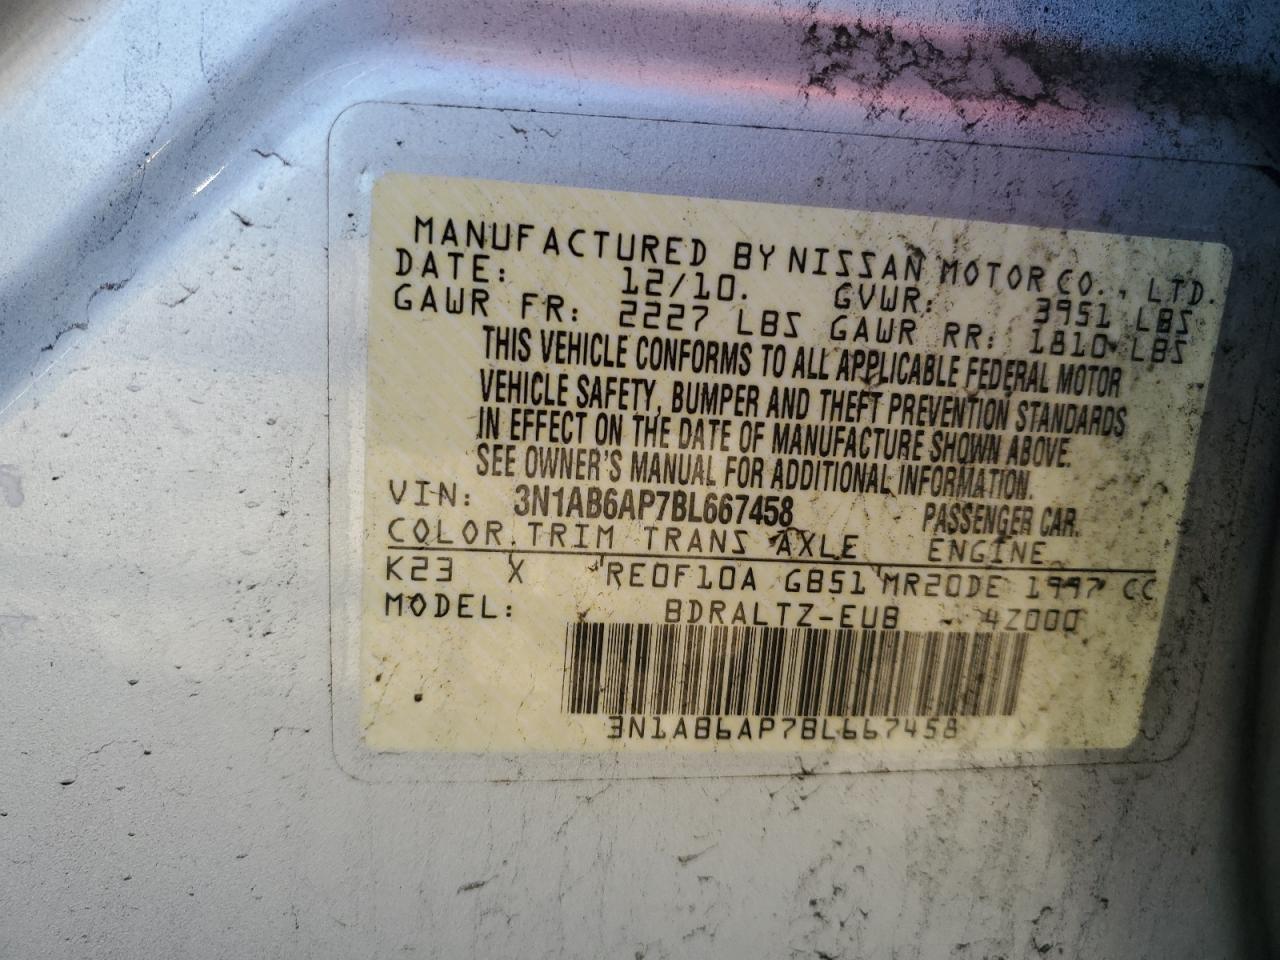 MANUFACTURED BY NISSAN MOTOR CO., LTD.
DATE: 12/10. GVWR: 3951 LBS
GAWR FR: 2227 LBS GAWR RR: 1810 LBS
THIS VEHICLE CONFORMS TO ALL APPLICABLE FEDERAL MOTOR
VEHICLE SAFETY, BUMPER AND THEFT PREVENTION STANDARDS
IN EFFECT ON THE DATE OF MANUFACTURE SHOWN ABOVE.
SEE OWNER'S MANUAL FOR ADDITIONAL INFORMATION.
VIN: 3N1AB6AP7BL667458 PASSENGER CAR.
COLOR TRIM TRANS AXLE ENGINE
K23 X RE0F10A GB51 MR20DE 1997 CC
MODEL: BDRALTZ-EUB -- 4Z000
3N1AB6AP7BL667458